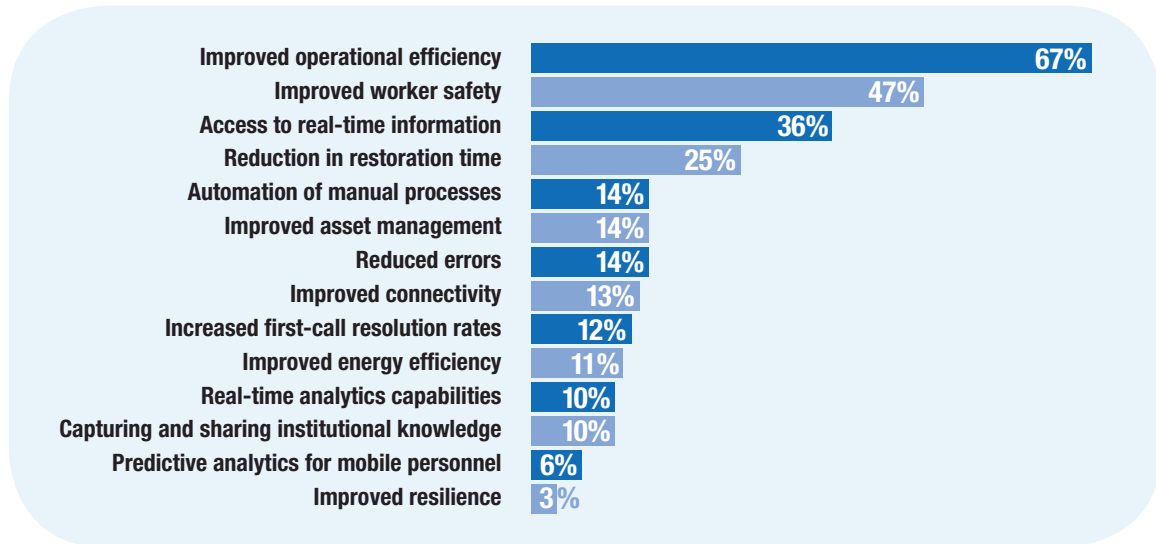 Improved operational efficiency 67%
Improved worker safety 47%
Access to real-time information 36%
Reduction in restoration time 25%
Automation of manual processes 14%
Improved asset management 14%
Reduced errors 14%
Improved connectivity 13%
Increased first-call resolution rates 12%
Improved energy efficiency 11%
Real-time analytics capabilities 10%
Capturing and sharing institutional knowledge 10%
Predictive analytics for mobile personnel 6%
Improved resilience 3%